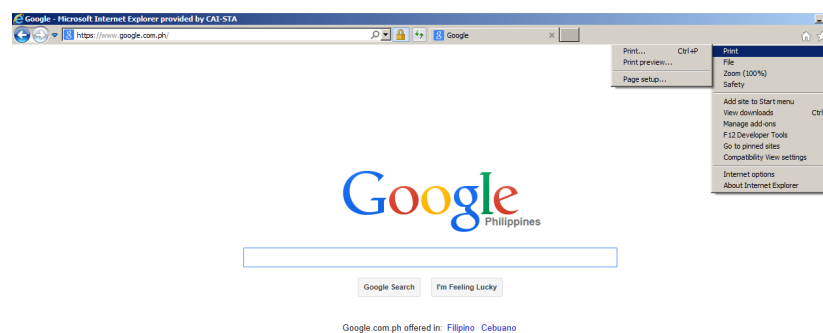 Google - Microsoft Internet Explorer provided by CAI-STA
https://www.google.com.ph/
Google
Print... Ctrl+P
Print preview...
Page setup...
Print
File
Zoom (100%)
Safety
Add site to Start menu
View downloads Ctrl
Manage add-ons
F12 Developer Tools
Go to pinned sites
Compatibility View settings
Internet options
About Internet Explorer
Google
Philippines
Google Search I'm Feeling Lucky
Google.com.ph offered in: Filipino Cebuano